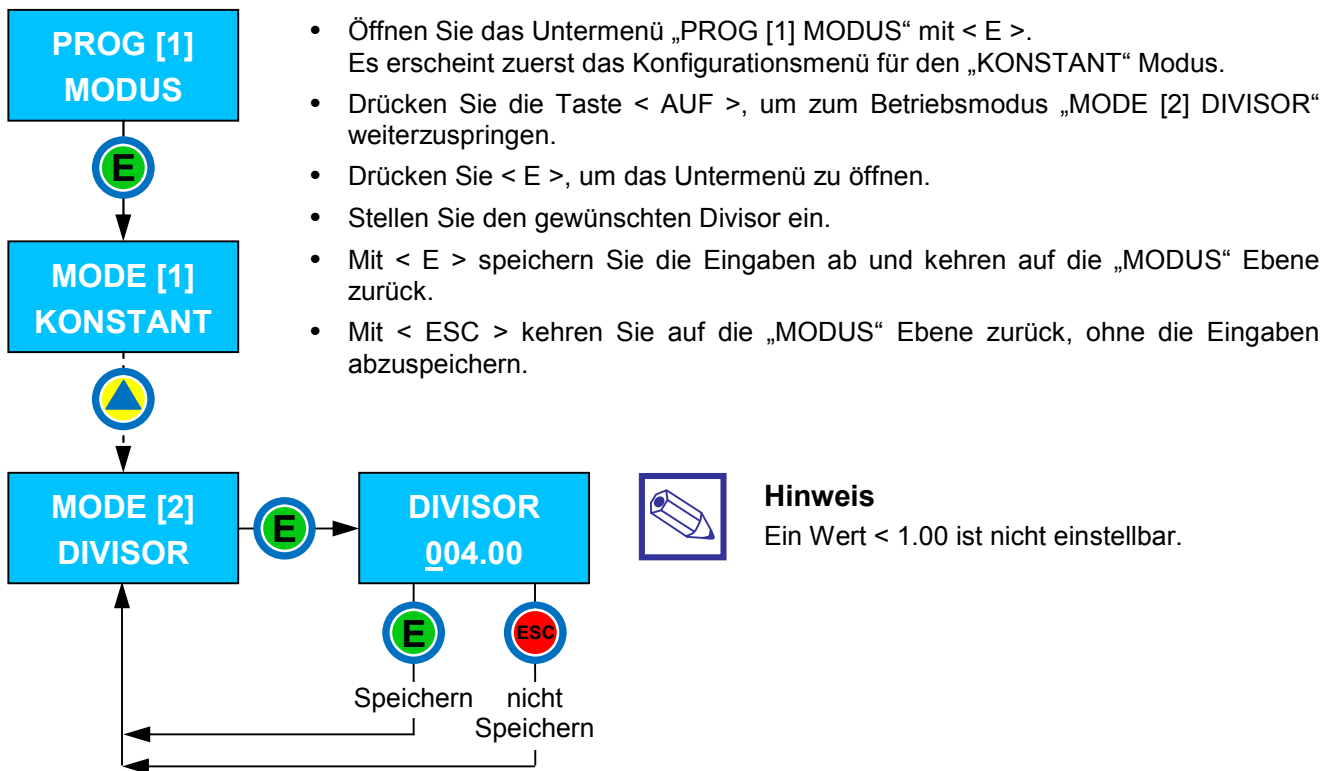 PROG [1]
MODUS
E
MODE [1]
KONSTANT
MODE [2]
DIVISOR
E
DIVISOR
004.00
E
ESC
Speichern
nicht
Speichern
• Öffnen Sie das Untermenü „PROG [1] MODUS“ mit < E >.
Es erscheint zuerst das Konfigurationsmenü für den „KONSTANT“ Modus.
• Drücken Sie die Taste < AUF >, um zum Betriebsmodus „MODE [2] DIVISOR“
weiterzuspringen.
• Drücken Sie < E >, um das Untermenü zu öffnen.
• Stellen Sie den gewünschten Divisor ein.
• Mit < E > speichern Sie die Eingaben ab und kehren auf die „MODUS“ Ebene
zurück.
• Mit < ESC > kehren Sie auf die „MODUS“ Ebene zurück, ohne die Eingaben
abzuspeichern.
Hinweis
Ein Wert < 1.00 ist nicht einstellbar.